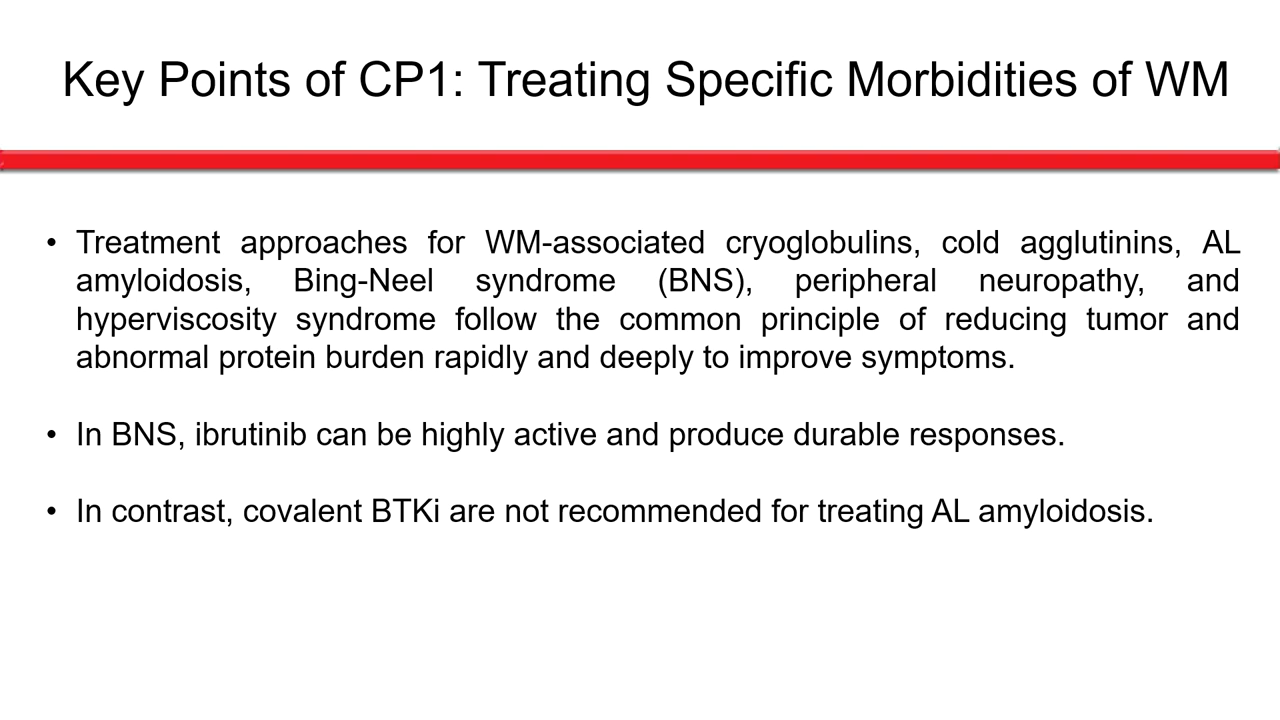 Key Points of CP1: Treating Specific Morbidities of WM
• Treatment approaches for WM-associated cryoglobulins, cold agglutinins, AL
amyloidosis, Bing-Neel syndrome (BNS), peripheral neuropathy, and
hyperviscosity syndrome follow the common principle of reducing tumor and
abnormal protein burden rapidly and deeply to improve symptoms.
• In BNS, ibrutinib can be highly active and produce durable responses.
• In contrast, covalent BTKi are not recommended for treating AL amyloidosis.